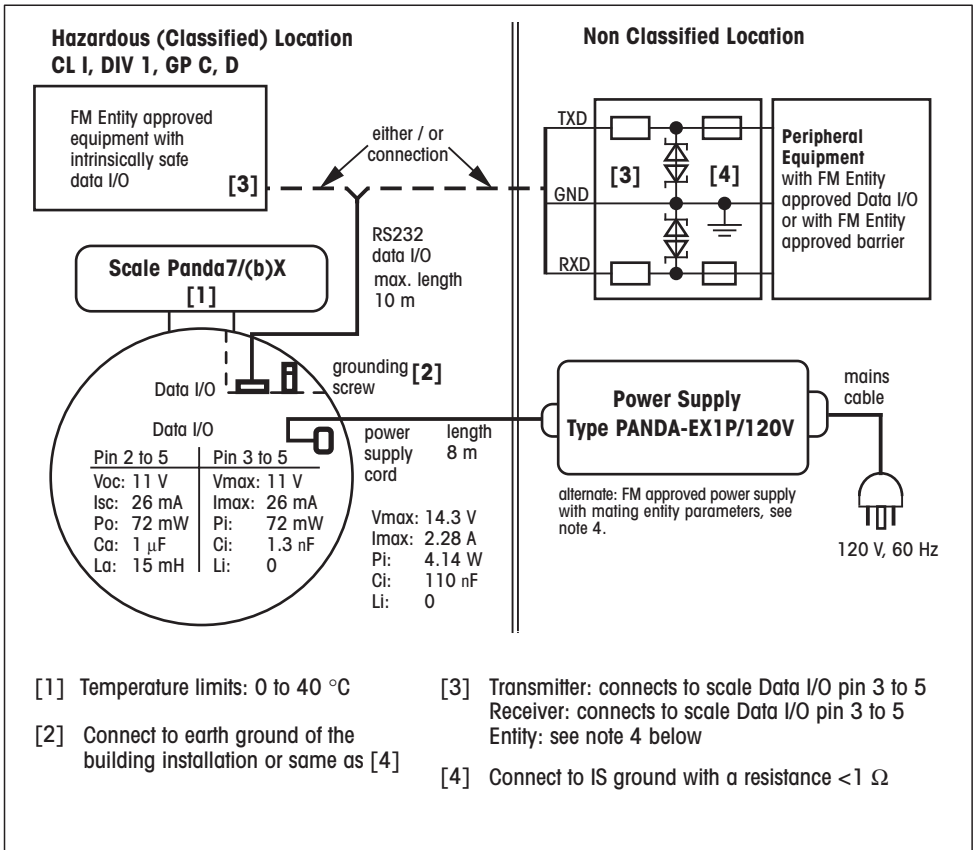 Hazardous (Classified) Location
CL I, DIV 1, GP C, D
Non Classified Location
FM Entity approved
equipment with
intrinsically safe
data I/O
[3]
either / or
connection
TXD
GND
RXD
[3]
[4]
Peripheral
Equipment
with FM Entity
approved Data I/O
or with FM Entity
approved barrier
RS232
data I/O
max. length
10 m
Scale Panda7/(b)X
[1]
grounding
screw
[2]
Data I/O
Data I/O
Pin 2 to 5
Voc: 11 V
Isc: 26 mA
Po: 72 mW
Ca: 1 µF
La: 15 mH
Pin 3 to 5
Vmax: 11 V
Imax: 26 mA
Pi: 72 mW
Ci: 1.3 nF
Li: 0
power
supply
cord
length
8 m
Vmax: 14.3 V
Imax: 2.28 A
Pi: 4.14 W
Ci: 110 nF
Li: 0
Power Supply
Type PANDA-EX1P/120V
mains
cable
alternate: FM approved power supply
with mating entity parameters, see
note 4.
120 V, 60 Hz
[1] Temperature limits: 0 to 40 °C
[2] Connect to earth ground of the
building installation or same as [4]
[3] Transmitter: connects to scale Data I/O pin 3 to 5
Receiver: connects to scale Data I/O pin 3 to 5
Entity: see note 4 below
[4] Connect to IS ground with a resistance <1 Ω